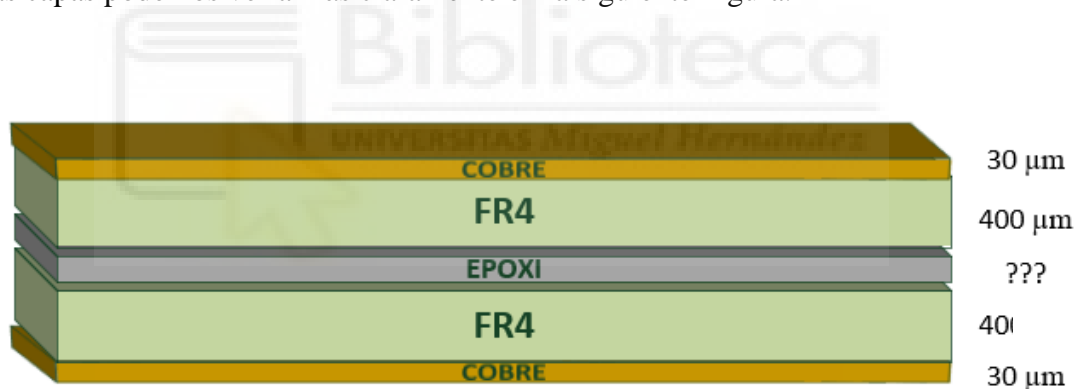 Biblioteca
UNIVERSITAS Miguel Hernández
COBRE
30 μm
FR4
400 μm
EPOXI
???
FR4
40
COBRE
30 μm